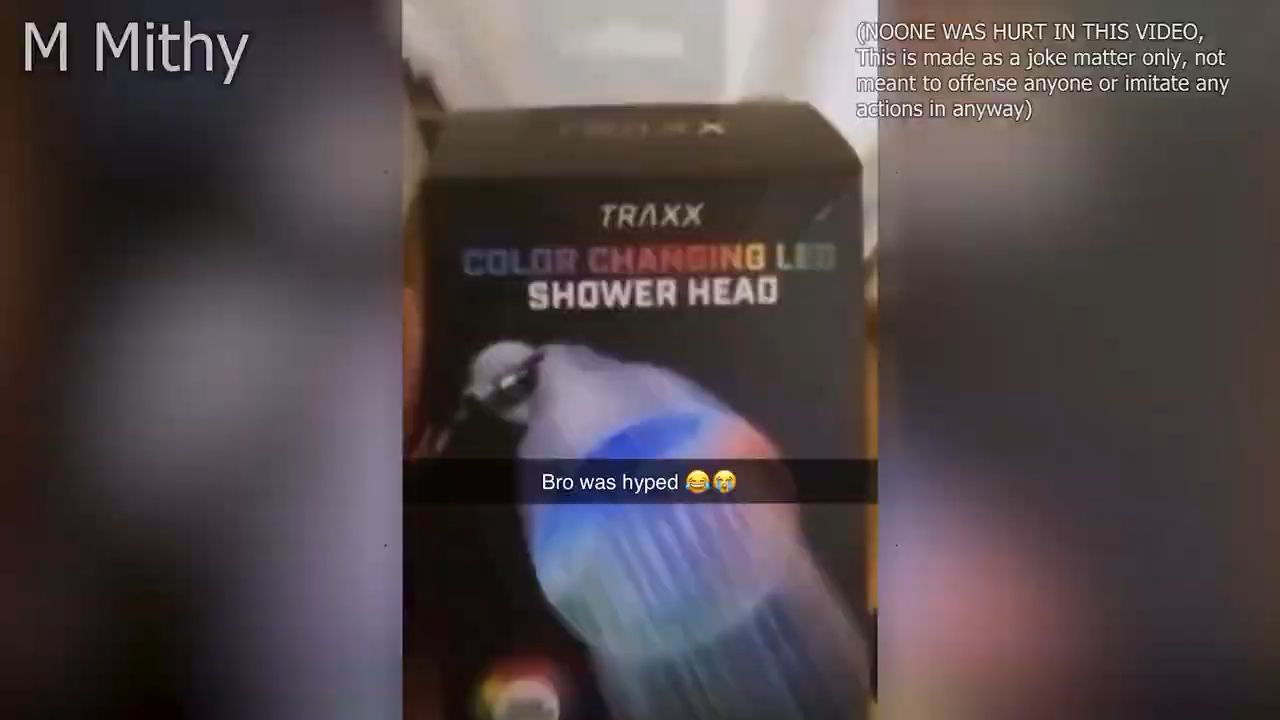 M Mithy
(NOONE WAS HURT IN THIS VIDEO,
This is made as a joke matter only, not
meant to offense anyone or imitate any
actions in anyway)
TRAXX
COLOR CHANGING LED
SHOWER HEAD
Bro was hyped 😂😭